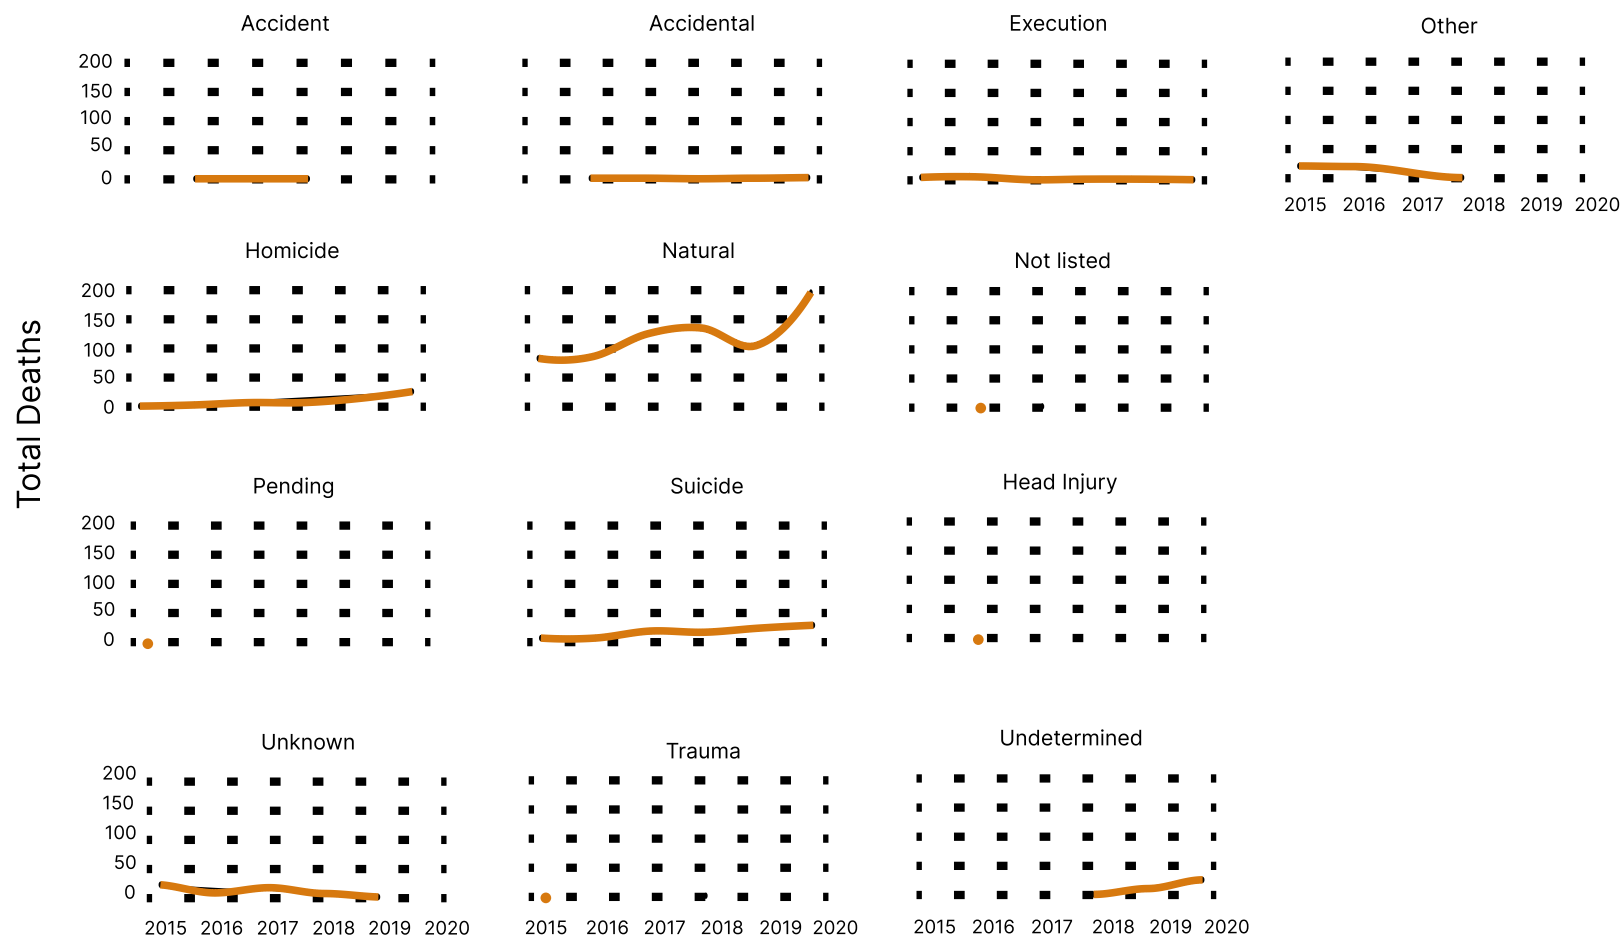 Accident
Accidental
Execution
Other
200
150
100
50
0
2015 2016 2017 2018 2019 2020
Homicide
Natural
Not listed
200
150
100
50
0
Total Deaths
Pending
Suicide
Head Injury
200
150
100
50
0
Unknown
Trauma
Undetermined
200
150
100
50
0
2015 2016 2017 2018 2019 2020
2015 2016 2017 2018 2019 2020
2015 2016 2017 2018 2019 2020